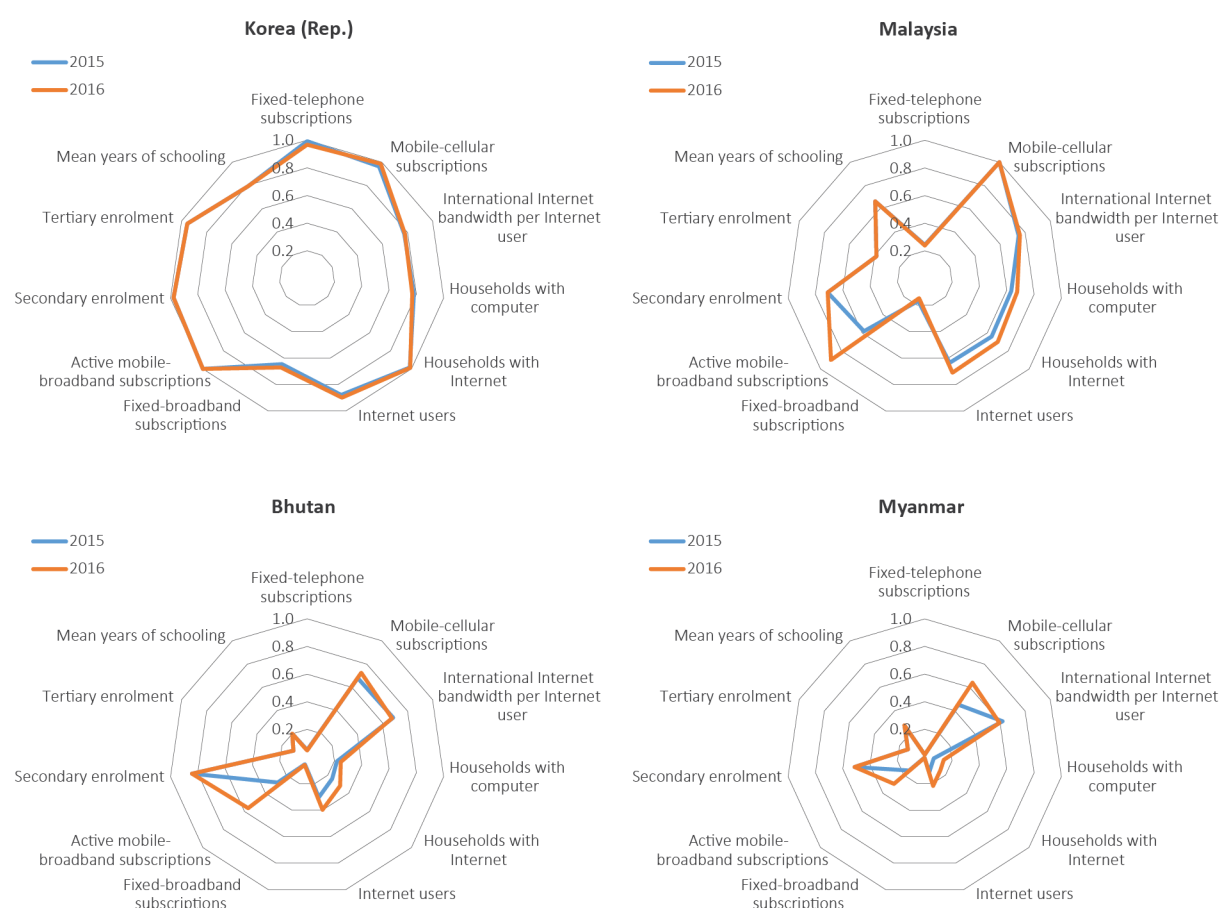 Korea (Rep.)
2015
2016
Fixed-telephone
subscriptions
Mobile-cellular
subscriptions
International Internet
bandwidth per Internet
user
Households with
computer
Households with
Internet
Internet users
Fixed-broadband
subscriptions
Active mobile-
broadband subscriptions
Secondary enrolment
Tertiary enrolment
Mean years of schooling
1.0
0.8
0.6
0.4
0.2
Malaysia
2015
2016
Fixed-telephone
subscriptions
Mobile-cellular
subscriptions
International Internet
bandwidth per Internet
user
Households with
computer
Households with
Internet
Internet users
Fixed-broadband
subscriptions
Active mobile-
broadband subscriptions
Secondary enrolment
Tertiary enrolment
Mean years of schooling
1.0
0.8
0.6
0.4
0.2
Bhutan
2015
2016
Fixed-telephone
subscriptions
Mobile-cellular
subscriptions
International Internet
bandwidth per Internet
user
Households with
computer
Households with
Internet
Internet users
Fixed-broadband
subscriptions
Active mobile-
broadband subscriptions
Secondary enrolment
Tertiary enrolment
Mean years of schooling
1.0
0.8
0.6
0.4
0.2
Myanmar
2015
2016
Fixed-telephone
subscriptions
Mobile-cellular
subscriptions
International Internet
bandwidth per Internet
user
Households with
computer
Households with
Internet
Internet users
Fixed-broadband
subscriptions
Active mobile-
broadband subscriptions
Secondary enrolment
Tertiary enrolment
Mean years of schooling
1.0
0.8
0.6
0.4
0.2